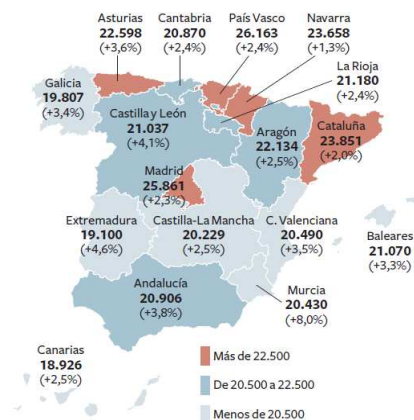 Asturias
22.598
(+3,6%)
Cantabria
20.870
(+2,4%)
País Vasco
26.163
(+2,4%)
Navarra
23.658
(+1,3%)
La Rioja
21.180
(+2,4%)
Galicia
19.807
(+3,4%)
Castilla y León
21.037
(+4,1%)
Aragón
22.134
(+2,5%)
Cataluña
23.851
(+2,0%)
Madrid
25.861
(+2,3%)
Extremadura
19.100
(+4,6%)
Castilla-La Mancha
20.229
(+2,5%)
C. Valenciana
20.490
(+3,5%)
Baleares
21.070
(+3,3%)
Andalucía
20.906
(+3,8%)
Murcia
20.430
(+8,0%)
Canarias
18.926
(+2,5%)
Más de 22.500
De 20.500 a 22.500
Menos de 20.500